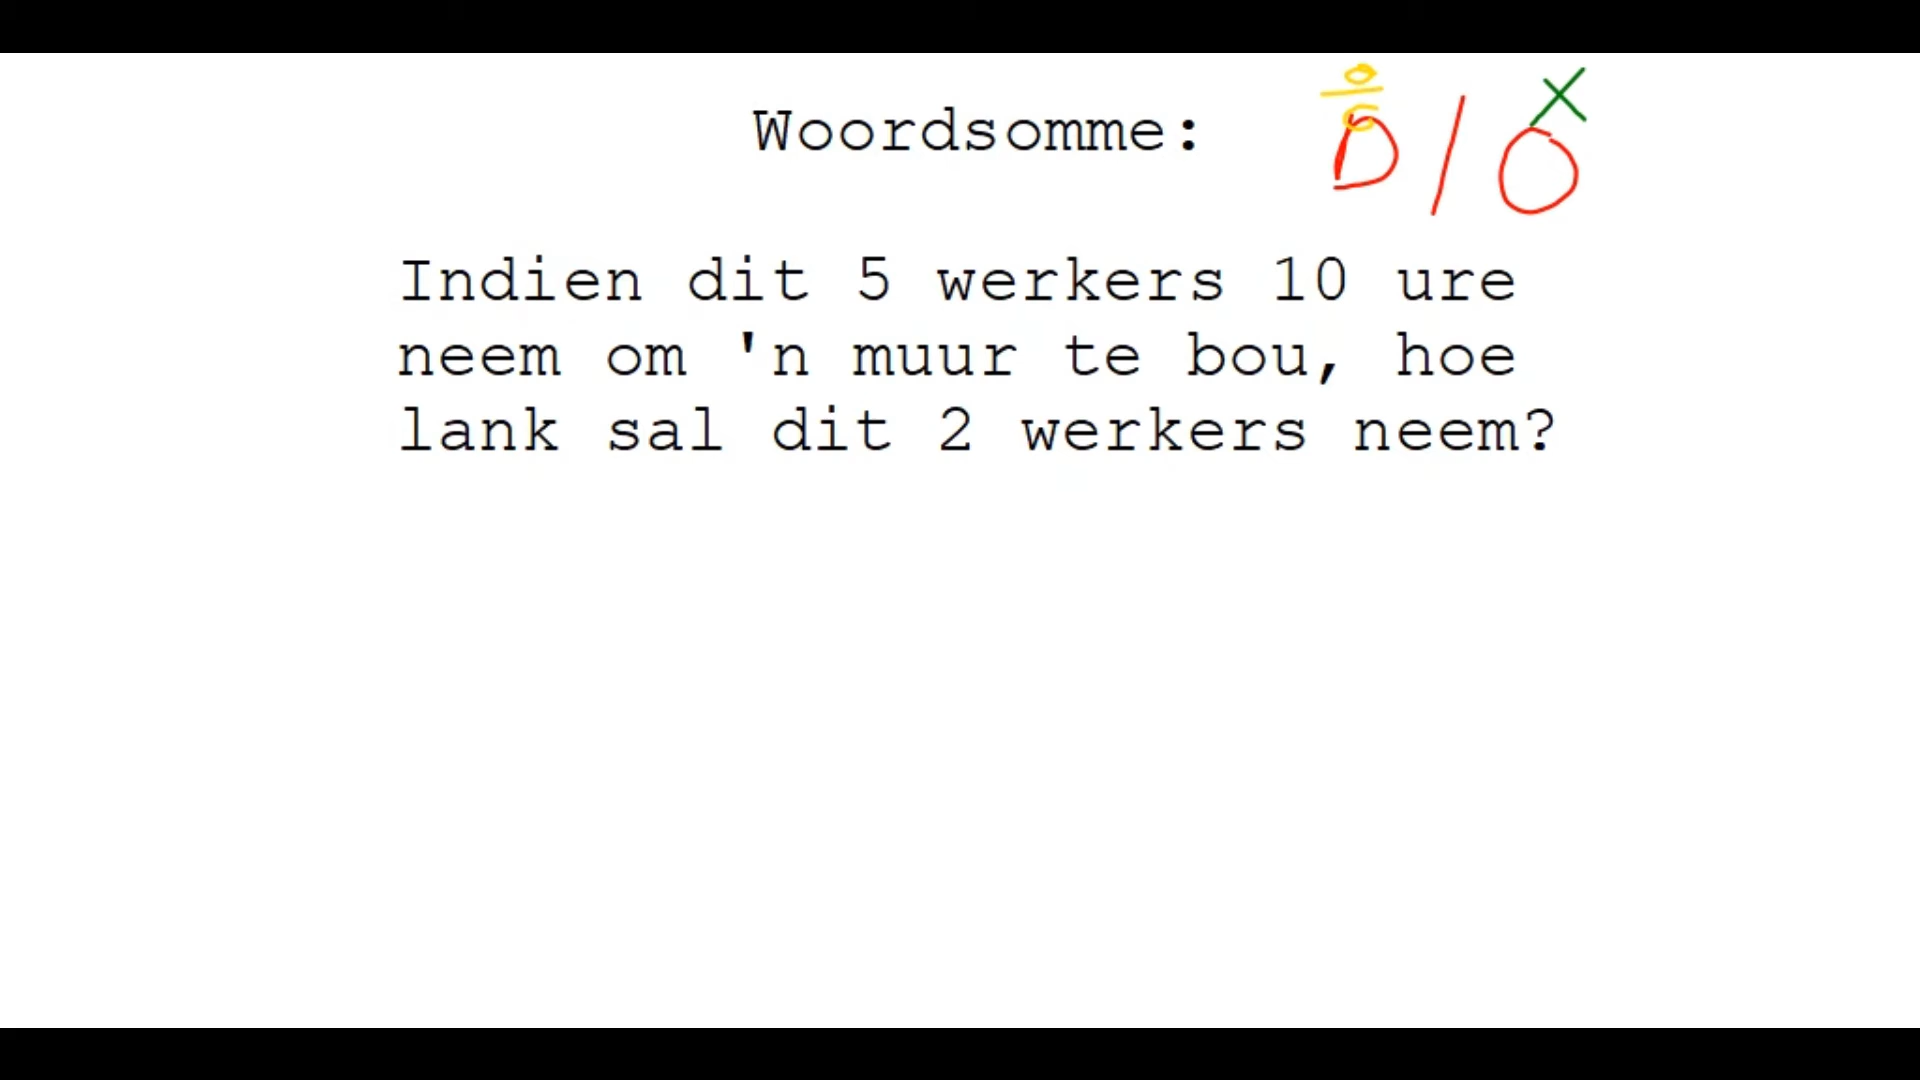 Woordsomme:
÷ ×
D / O
Indien dit 5 werkers 10 ure
neem om 'n muur te bou, hoe
lank sal dit 2 werkers neem?